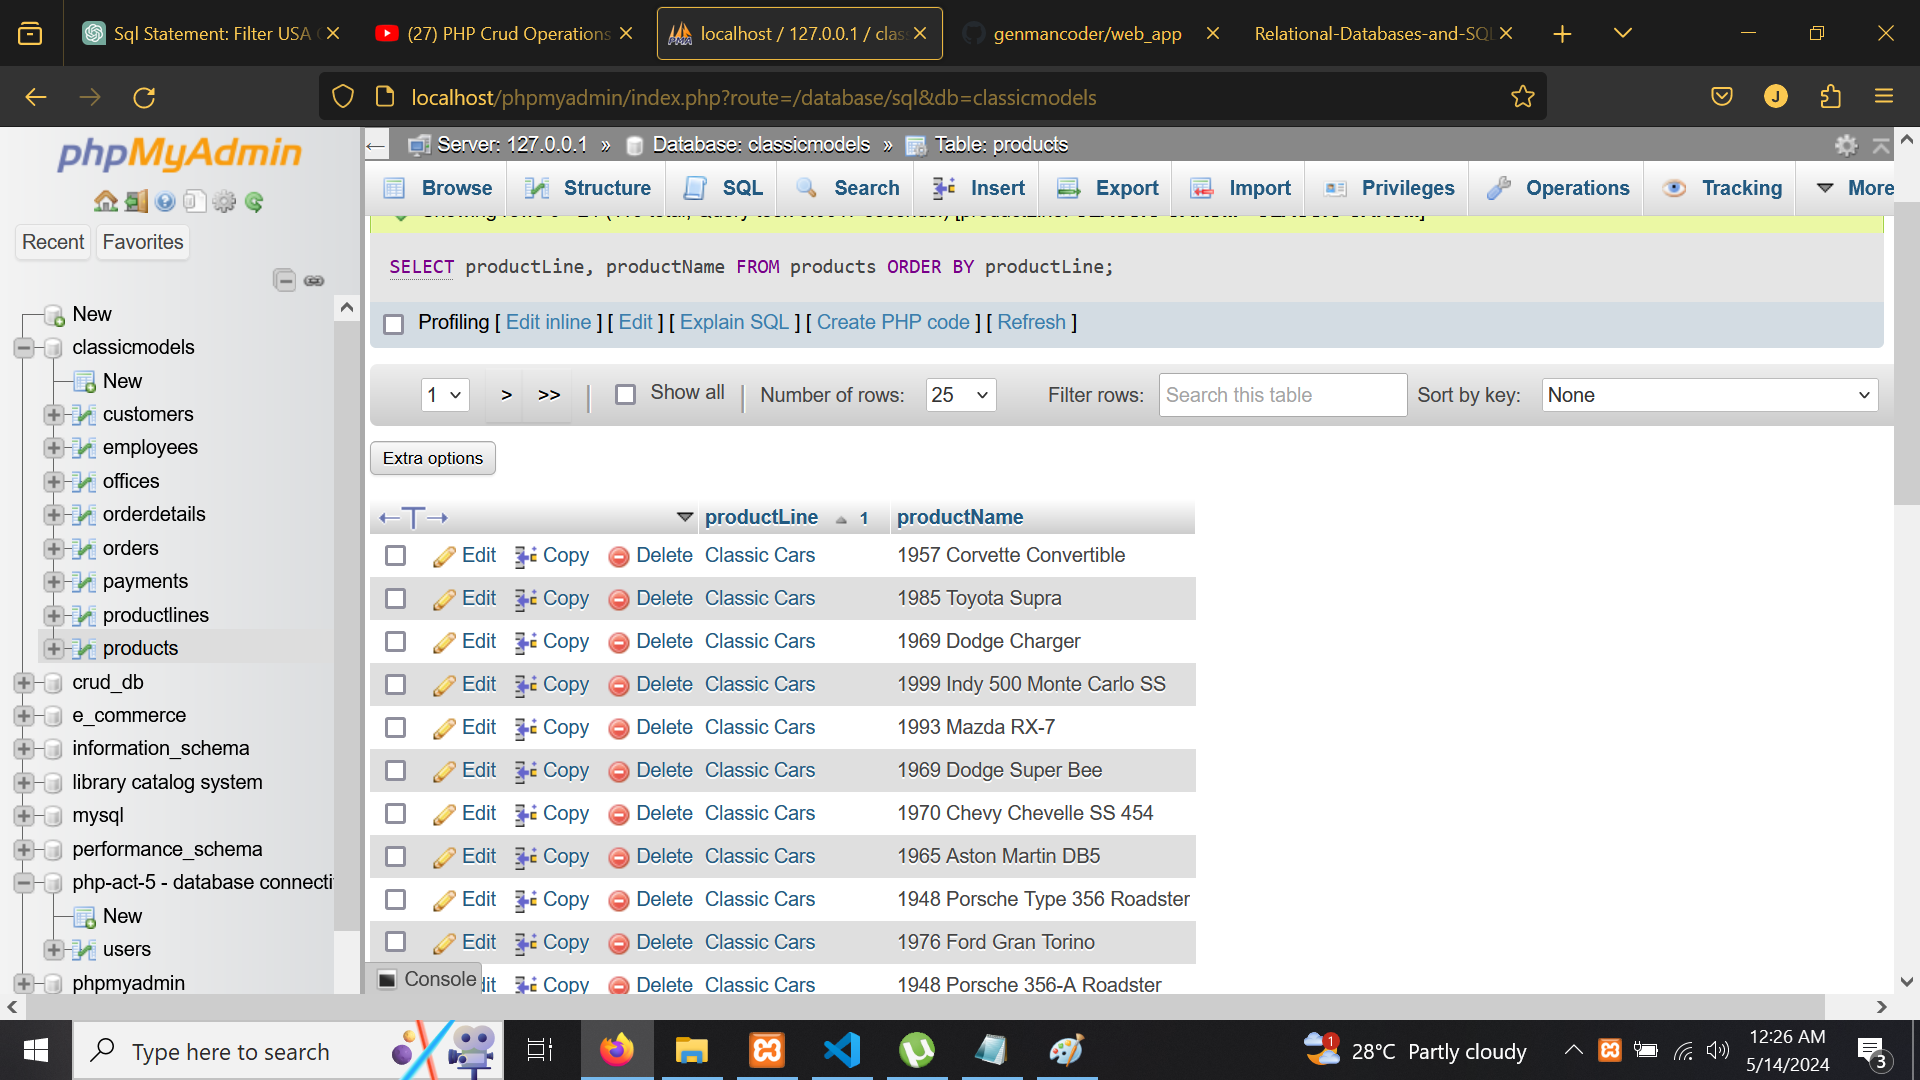 Sql Statement: Filter USA
(27) PHP Crud Operations
localhost / 127.0.0.1 / clas
genmancoder/web_app
Relational-Databases-and-SQL
localhost/phpmyadmin/index.php?route=/database/sql&db=classicmodels
J
phpMyAdmin
Recent
Favorites
New
classicmodels
New
customers
employees
offices
orderdetails
orders
payments
productlines
products
crud_db
e_commerce
information_schema
library catalog system
mysql
performance_schema
php-act-5 - database connecti
New
users
phpmyadmin
Server: 127.0.0.1 » Database: classicmodels » Table: products
Browse
Structure
SQL
Search
Insert
Export
Import
Privileges
Operations
Tracking
More
SELECT productLine, productName FROM products ORDER BY productLine;
Profiling [ Edit inline ] [ Edit ] [ Explain SQL ] [ Create PHP code ] [ Refresh ]
1 > >> | Show all | Number of rows: 25 Filter rows: Search this table Sort by key: None
Extra options
←T→ productLine 1 productName
Edit Copy Delete Classic Cars 1957 Corvette Convertible
Edit Copy Delete Classic Cars 1985 Toyota Supra
Edit Copy Delete Classic Cars 1969 Dodge Charger
Edit Copy Delete Classic Cars 1999 Indy 500 Monte Carlo SS
Edit Copy Delete Classic Cars 1993 Mazda RX-7
Edit Copy Delete Classic Cars 1969 Dodge Super Bee
Edit Copy Delete Classic Cars 1970 Chevy Chevelle SS 454
Edit Copy Delete Classic Cars 1965 Aston Martin DB5
Edit Copy Delete Classic Cars 1948 Porsche Type 356 Roadster
Edit Copy Delete Classic Cars 1976 Ford Gran Torino
dit Copy Delete Classic Cars 1948 Porsche 356-A Roadster
Console
Type here to search
1
28°C Partly cloudy
12:26 AM
5/14/2024
3